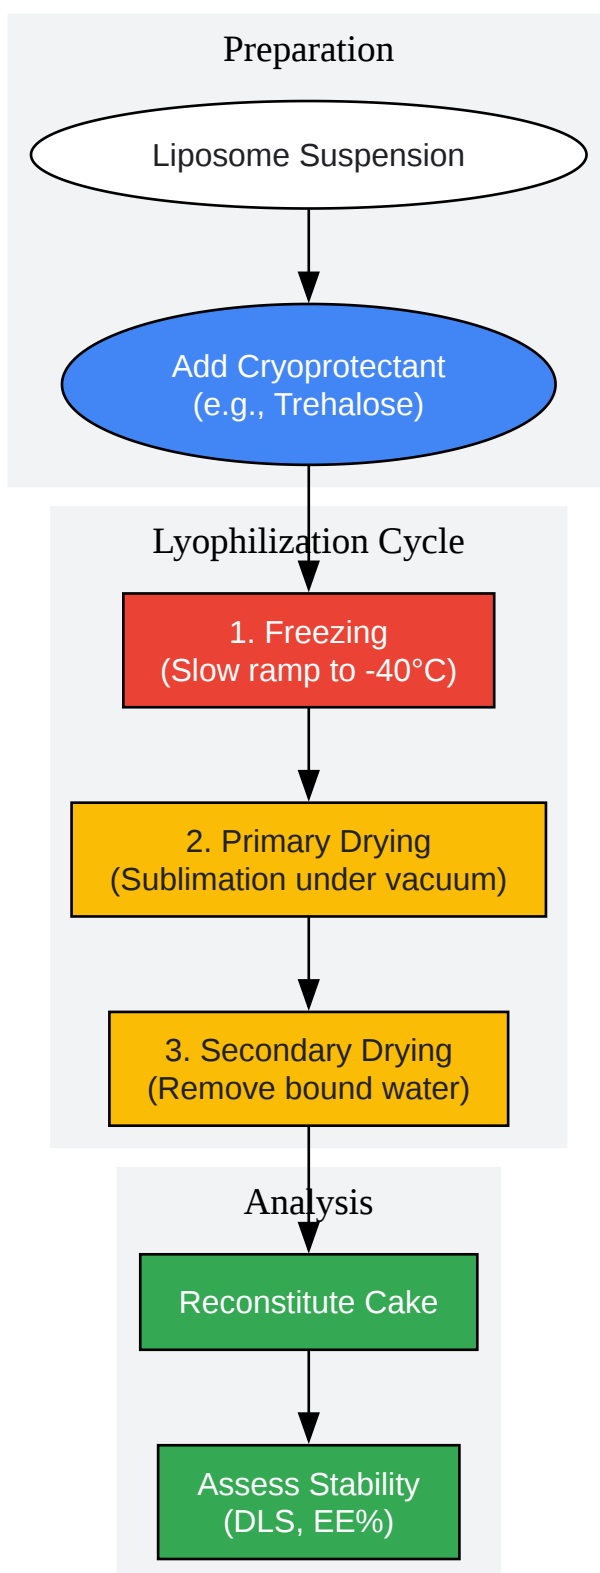 Preparation
Liposome Suspension
Add Cryoprotectant
(e.g., Trehalose)
Lyophilization Cycle
1. Freezing
(Slow ramp to -40°C)
2. Primary Drying
(Sublimation under vacuum)
3. Secondary Drying
(Remove bound water)
Analysis
Reconstitute Cake
Assess Stability
(DLS, EE%)